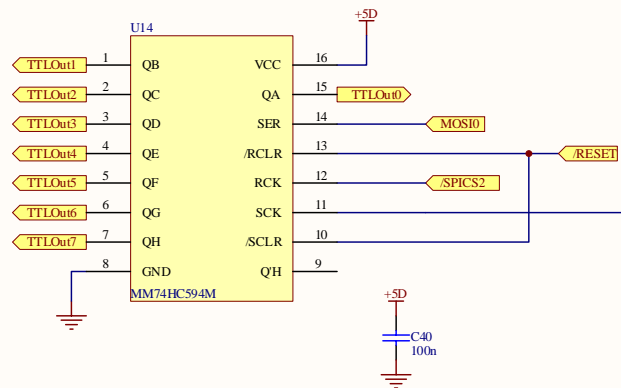 +5D
U14
TTLOut1 1 QB VCC 16
TTLOut2 2 QC QA 15 TTLOut0
TTLOut3 3 QD SER 14 MOSI0
TTLOut4 4 QE /RCLR 13 /RESET
TTLOut5 5 QF RCK 12 /SPICS2
TTLOut6 6 QG SCK 11
TTLOut7 7 QH /SCLR 10
8 GND Q'H 9
MM74HC594M
+5D
C40
100n